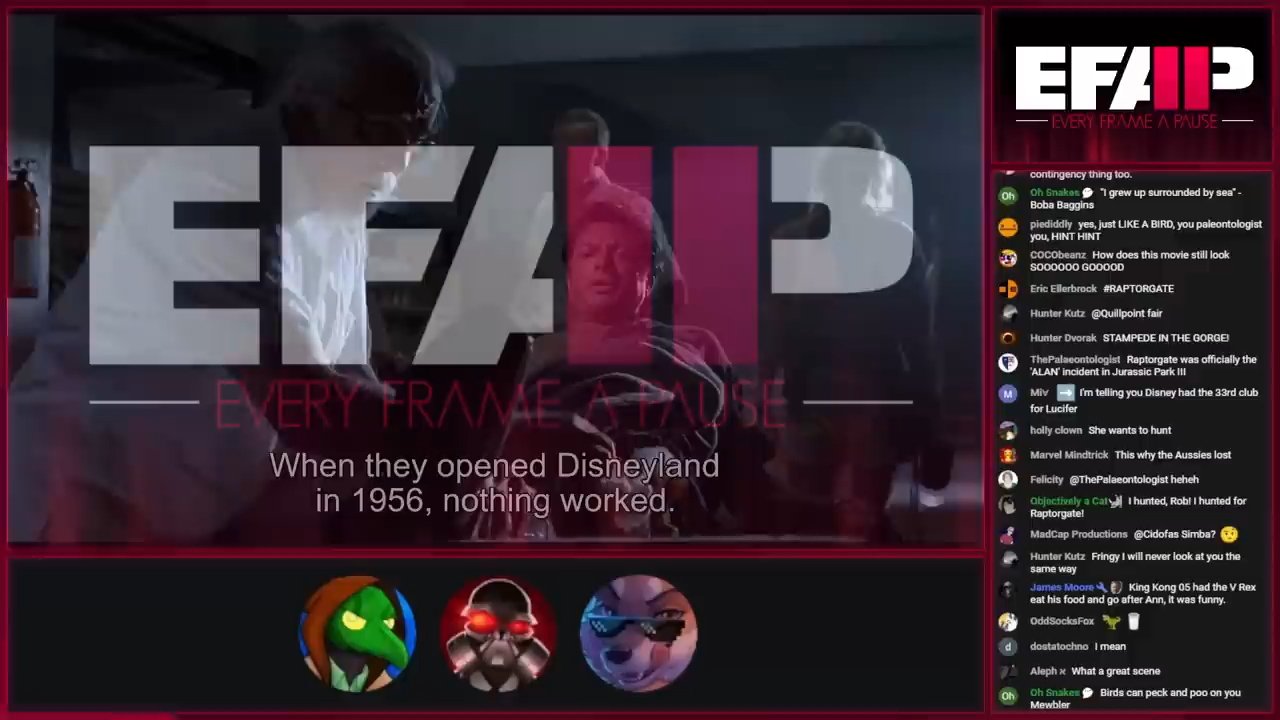 EFAP
EVERY FRAME A PAUSE
When they opened Disneyland
in 1956, nothing worked.
EFAP
EVERY FRAME A PAUSE
contingency thing too.
Oh
Oh Snakes "I grew up surrounded by sea" -
Boba Baggins
piediddly yes, just LIKE A BIRD, you paleontologist
you, HINT HINT
COCObeanz How does this movie still look
SOOOOOO GOOOOD
Eric Ellerbrock #RAPTORGATE
Hunter Kutz @Quillpoint fair
Hunter Dvorak STAMPEDE IN THE GORGE!
ThePalaeontologist Raptorgate was officially the
'ALAN' incident in Jurassic Park III
M
Miv I'm telling you Disney had the 33rd club
for Lucifer
holly clown She wants to hunt
Marvel Mindtrick This why the Aussies lost
Felicity @ThePalaeontologist heheh
Objectively a Cat I hunted, Rob! I hunted for
Raptorgate!
MadCap Productions @Cidofas Simba?
Hunter Kutz Fringy I will never look at you the
same way
James Moore King Kong 05 had the V Rex
eat his food and go after Ann, it was funny.
OddSocksFox
d
dostatochno I mean
Aleph א What a great scene
Oh
Oh Snakes Birds can peck and poo on you
Mewbler